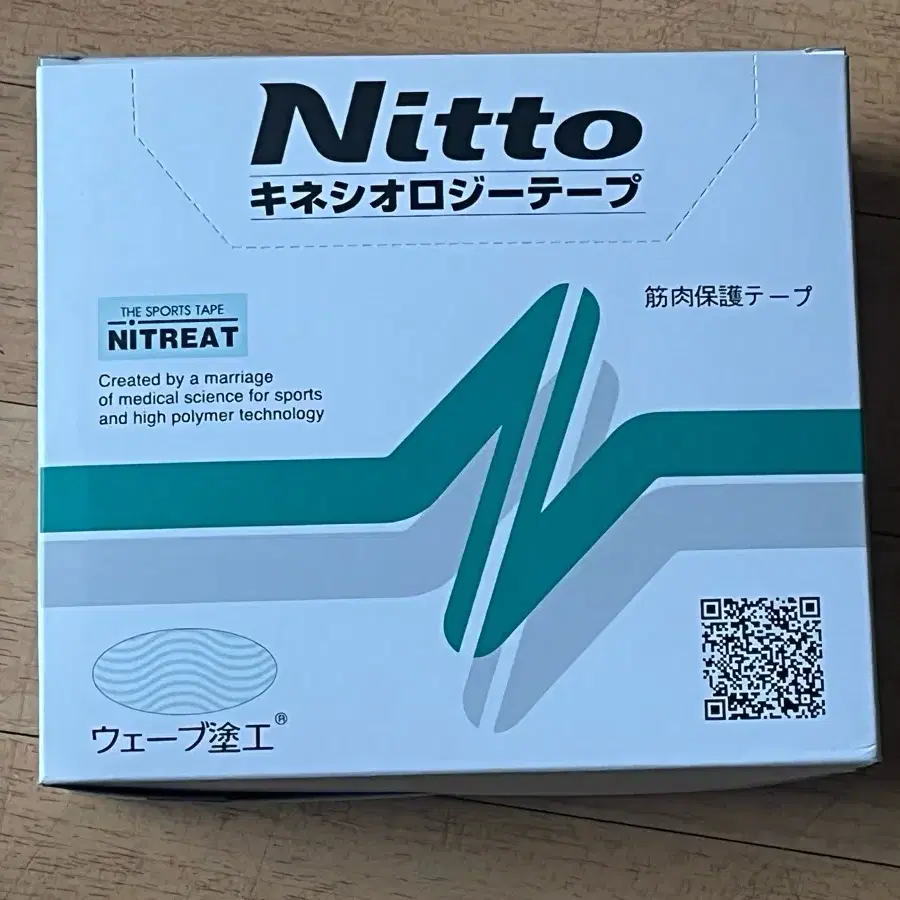 Nitto
キネシオロジーテープ
筋肉保護テープ
THE SPORTS TAPE
NiTREAT
Created by a marriage
of medical science for sports
and high polymer technology
ウェーブ塗工®